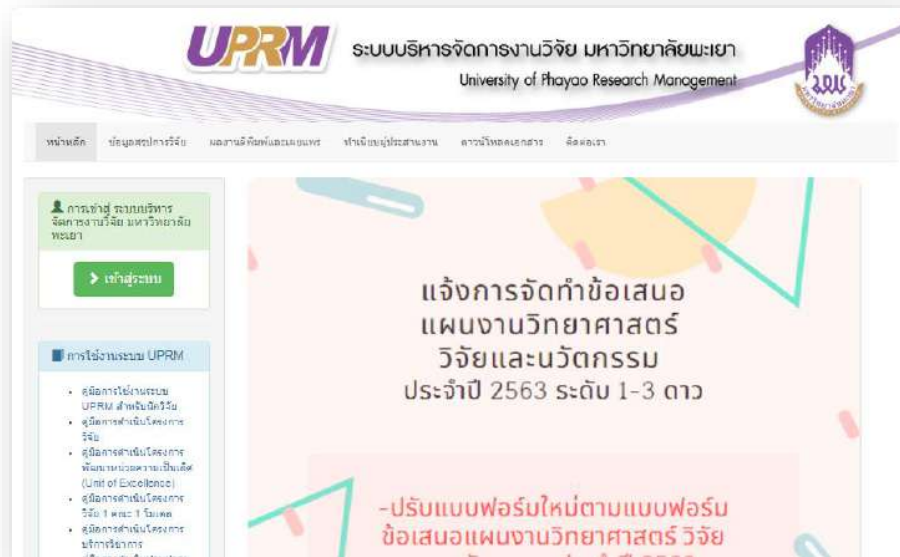 UPRM
ระบบบริหารจัดการงานวิจัย มหาวิทยาลัยพะเยา
University of Phayao Research Management
หน้าหลัก ข้อมูลสรุปการวิจัย ผลงานตีพิมพ์และเผยแพร่ ทำเนียบผู้ประสานงาน ดาวน์โหลดเอกสาร ติดต่อเรา
การเข้าสู่ ระบบบริหาร
จัดการงานวิจัย มหาวิทยาลัย
พะเยา
เข้าสู่ระบบ
การใช้งานระบบ UPRM
คู่มือการใช้งานระบบ
UPRM สำหรับนักวิจัย
คู่มือการดำเนินโครงการ
วิจัย
คู่มือการดำเนินโครงการ
พัฒนาหน่วยความเป็นเลิศ
(Unit of Excellence)
คู่มือการดำเนินโครงการ
วิจัย 1 คณะ 1 โมเดล
คู่มือการดำเนินโครงการ
บริการวิชาการ
แจ้งการจัดทำข้อเสนอ
แผนงานวิทยาศาสตร์
วิจัยและนวัตกรรม
ประจำปี 2563 ระดับ 1-3 ดาว
-ปรับแบบฟอร์มใหม่ตามแบบฟอร์ม
ข้อเสนอแผนงานวิทยาศาสตร์ วิจัย